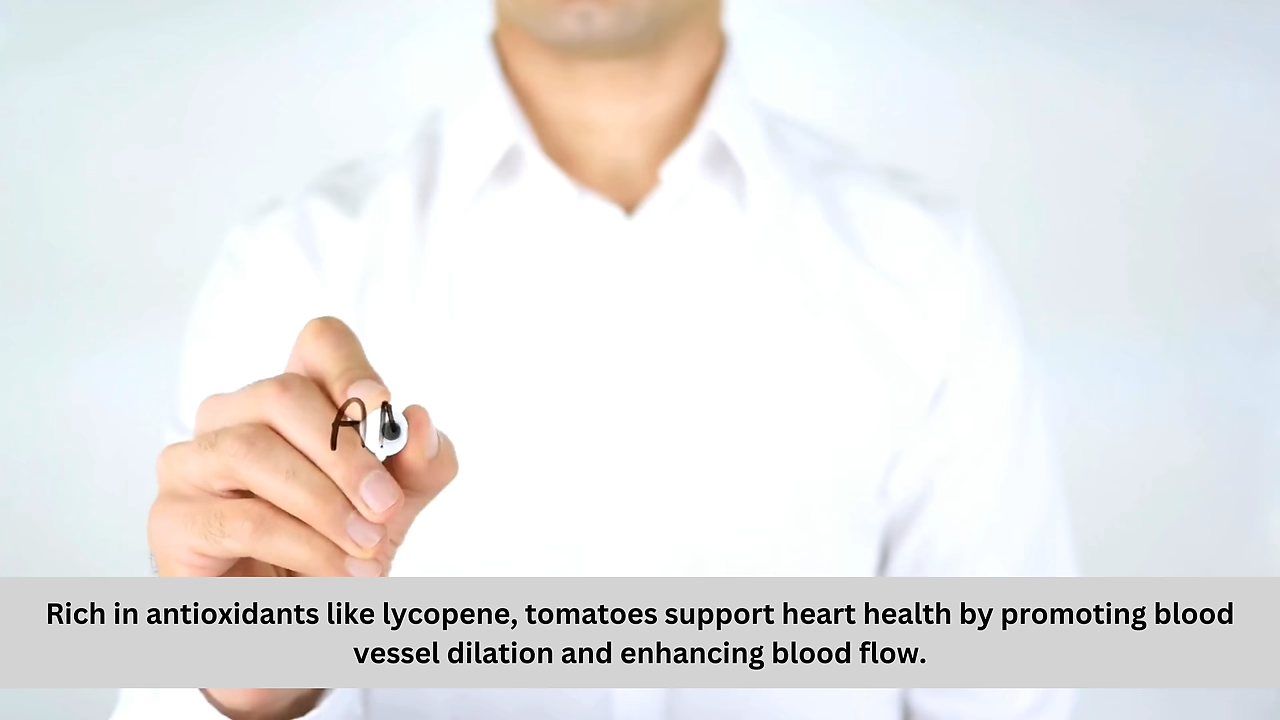 A
Rich in antioxidants like lycopene, tomatoes support heart health by promoting blood
vessel dilation and enhancing blood flow.